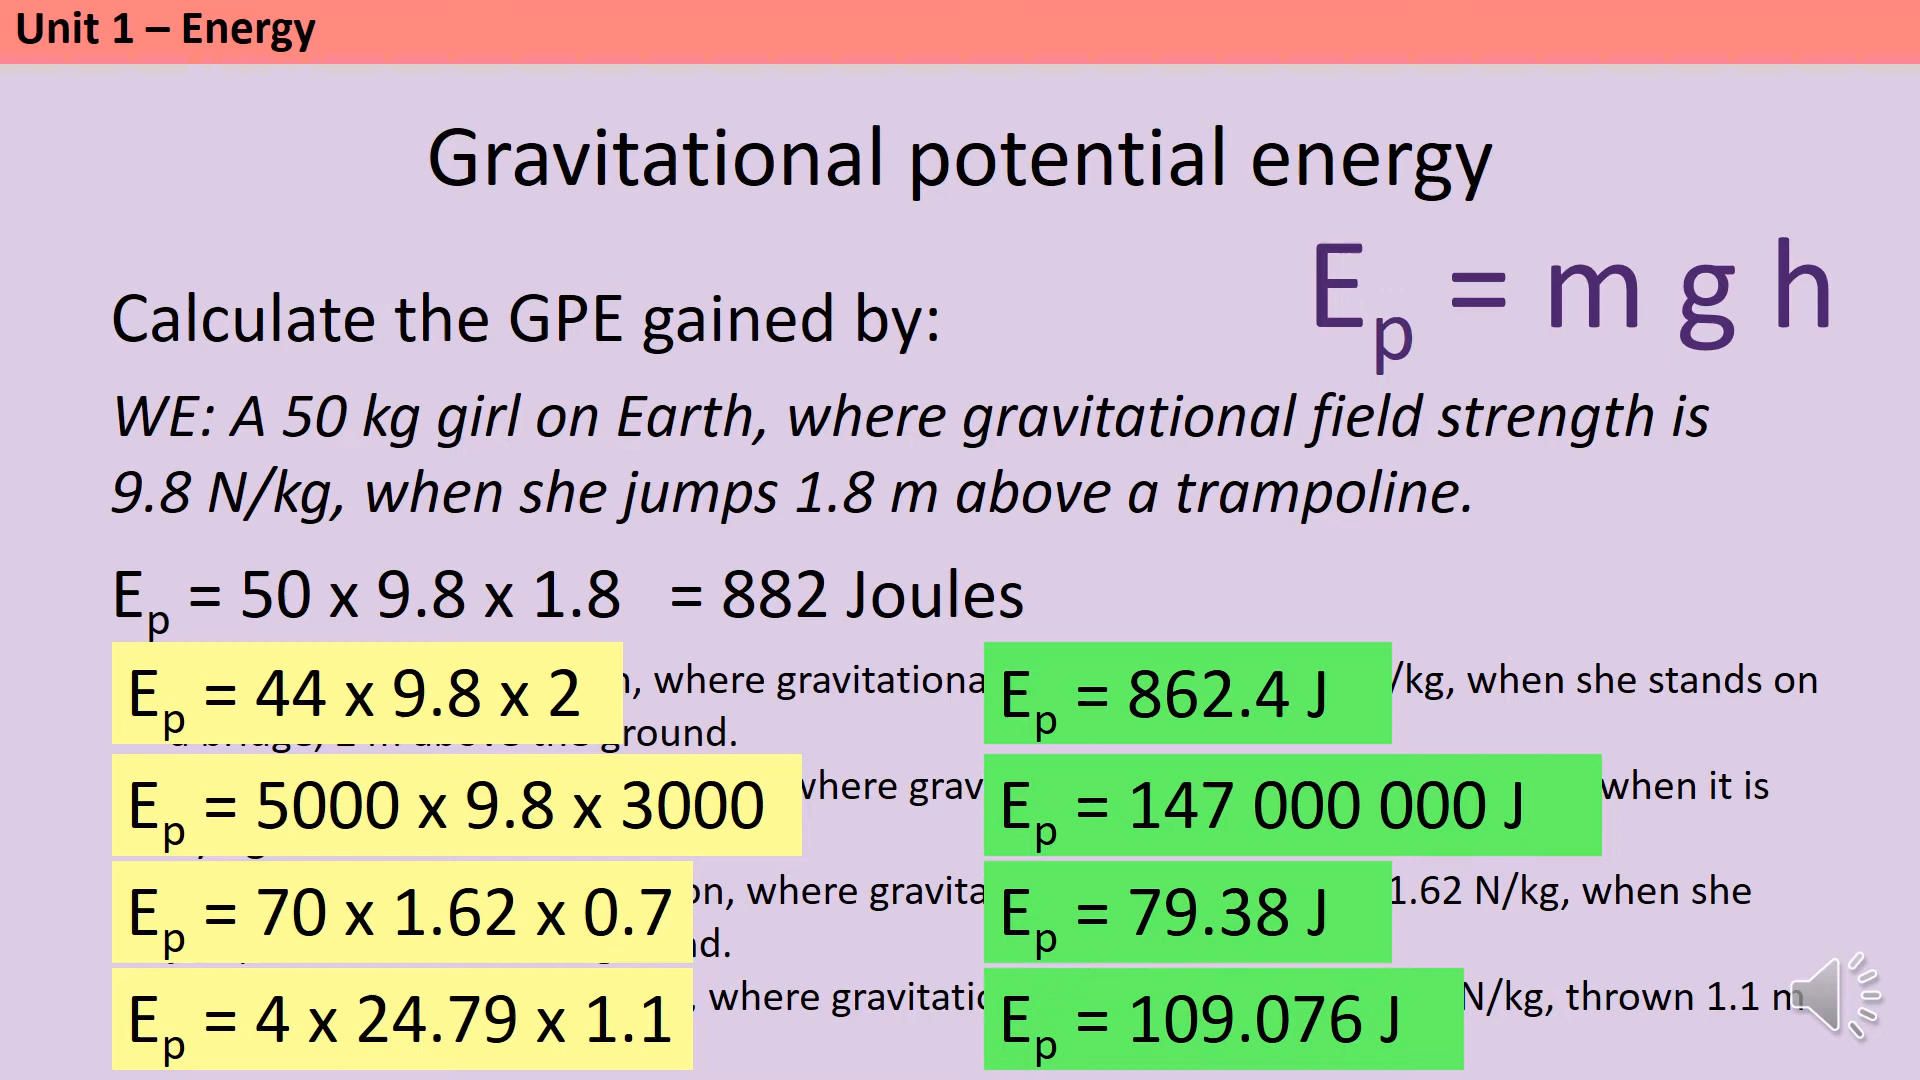 Unit 1 – Energy
Gravitational potential energy
Calculate the GPE gained by:
Ep = m g h
WE: A 50 kg girl on Earth, where gravitational field strength is
9.8 N/kg, when she jumps 1.8 m above a trampoline.
Ep = 50 x 9.8 x 1.8 = 882 Joules
Ep = 44 x 9.8 x 2 , where gravitationa Ep = 862.4 J /kg, when she stands on
ground.
Ep = 5000 x 9.8 x 3000 where grav Ep = 147 000 000 J when it is
Ep = 70 x 1.62 x 0.7 on, where gravita Ep = 79.38 J 1.62 N/kg, when she
nd.
Ep = 4 x 24.79 x 1.1 , where gravitatio Ep = 109.076 J N/kg, thrown 1.1 m